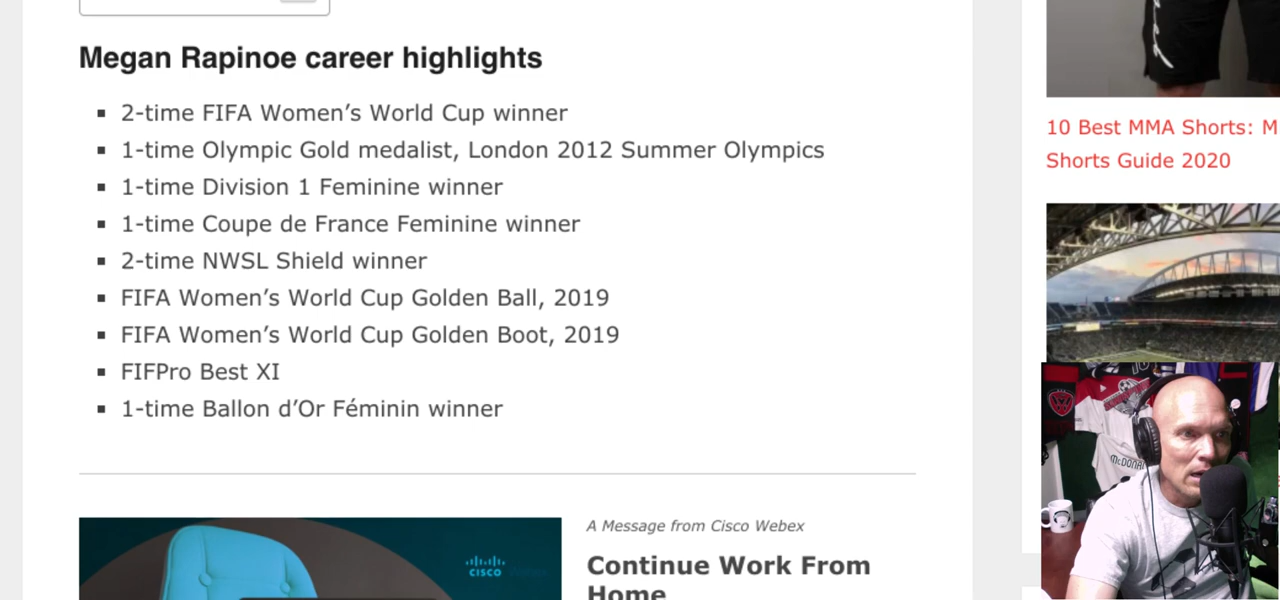 Megan Rapinoe career highlights
2-time FIFA Women’s World Cup winner
1-time Olympic Gold medalist, London 2012 Summer Olympics
1-time Division 1 Feminine winner
1-time Coupe de France Feminine winner
2-time NWSL Shield winner
FIFA Women’s World Cup Golden Ball, 2019
FIFA Women’s World Cup Golden Boot, 2019
FIFPro Best XI
1-time Ballon d’Or Féminin winner
10 Best MMA Shorts: M
Shorts Guide 2020
A Message from Cisco Webex
Continue Work From
Home
CISCO